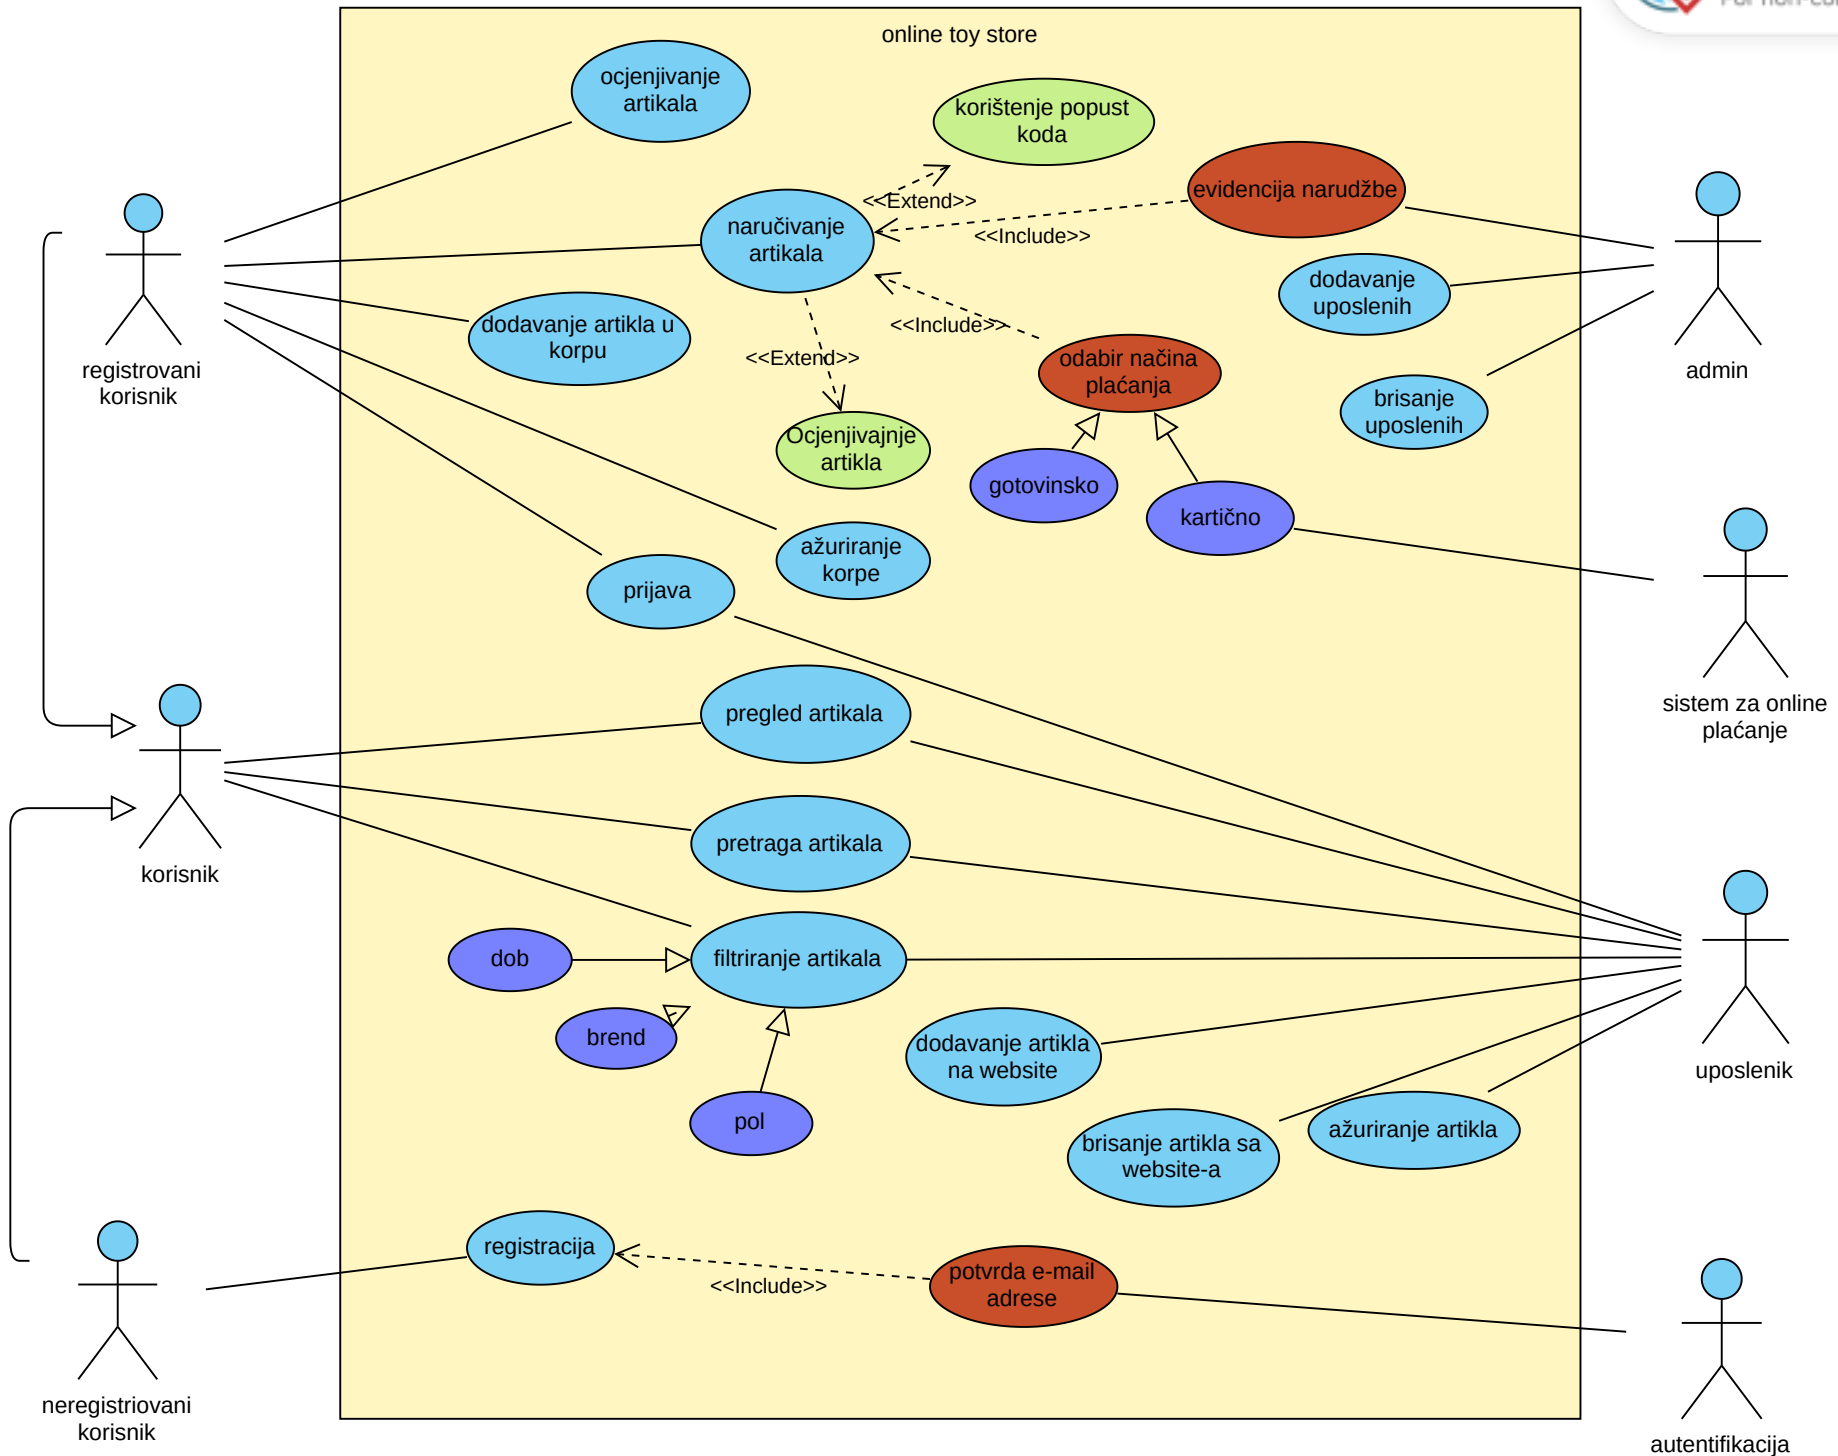 online toy store
ocjenjivanje
artikala
korištenje popust
koda
evidencija narudžbe
<<Extend>>
naručivanje
artikala
<<Include>>
dodavanje
uposlenih
dodavanje artikla u
korpu
<<Include>>
<<Extend>>
odabir načina
plaćanja
registrovani
korisnik
admin
brisanje
uposlenih
Ocjenjivajnje
artikla
gotovinsko
kartično
ažuriranje
korpe
prijava
sistem za online
plaćanje
pregled artikala
pretraga artikala
korisnik
dob
filtriranje artikala
brend
dodavanje artikla
na website
uposlenik
pol
brisanje artikla sa
website-a
ažuriranje artikla
registracija
<<Include>>
potvrda e-mail
adrese
neregistriovani
korisnik
autentifikacija